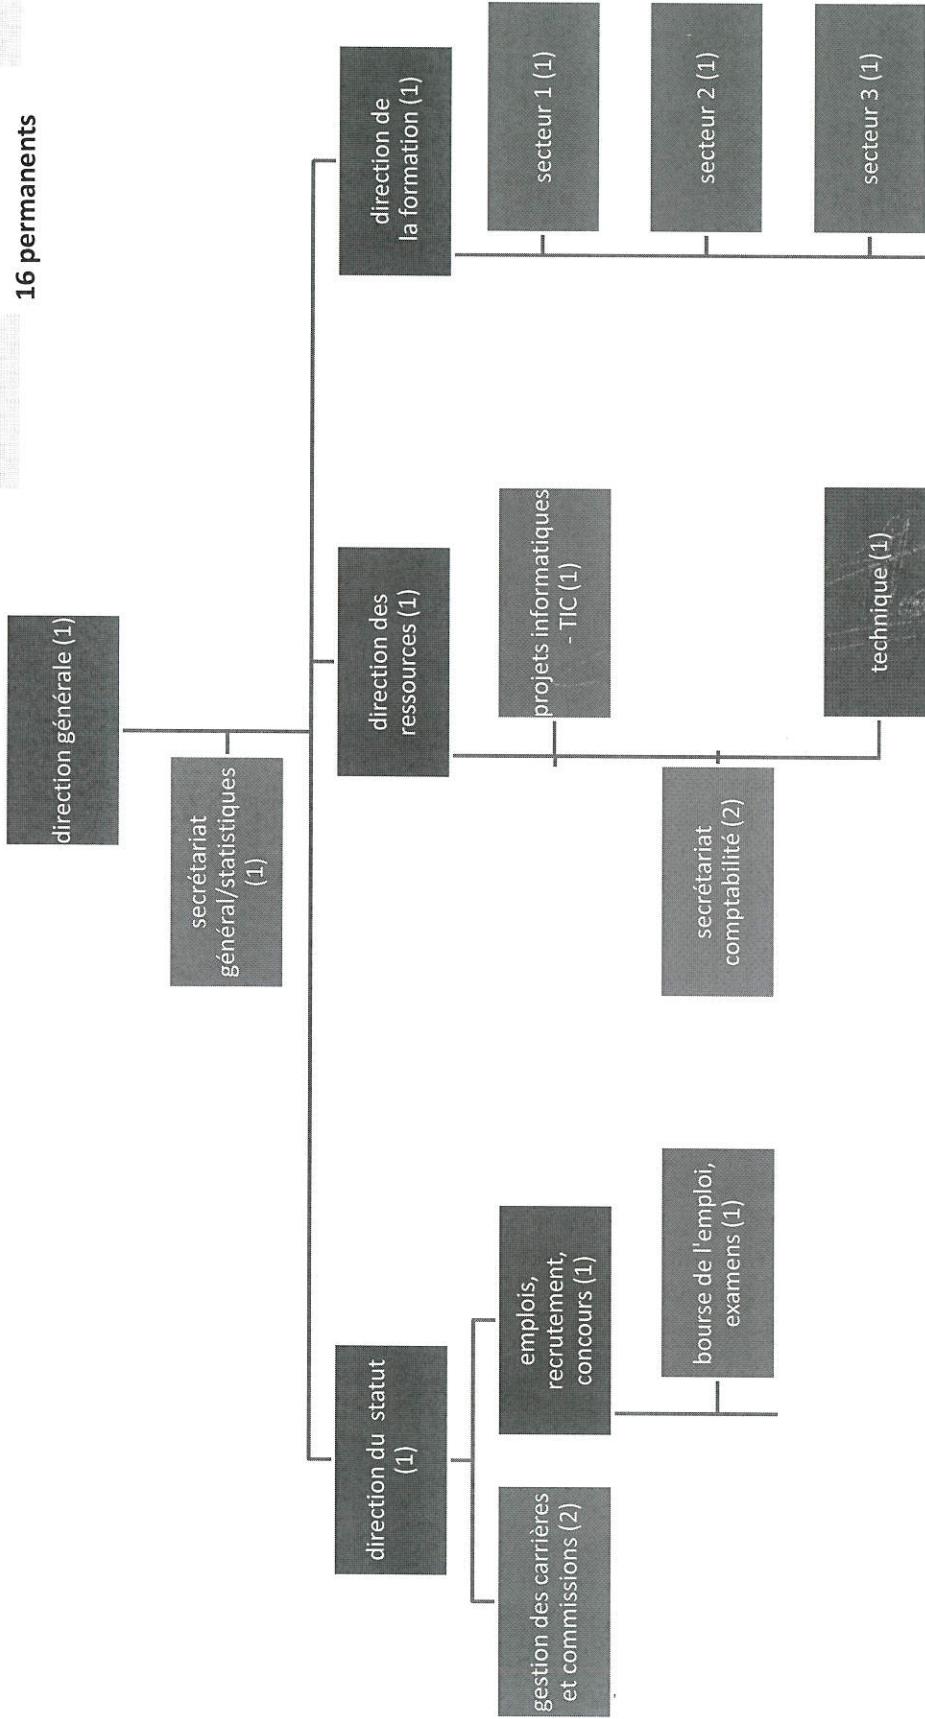 16 permanents
direction générale (1)
secrétariat
général/statistiques
(1)
direction du statut
(1)
gestion des carrières
et commissions (2)
emplois,
recrutement,
concours (1)
bourse de l'emploi,
examens (1)
direction des
ressources (1)
projets informatiques
- TIC (1)
secrétariat
comptabilité (2)
technique (1)
direction de
la formation (1)
secteur 1 (1)
secteur 2 (1)
secteur 3 (1)